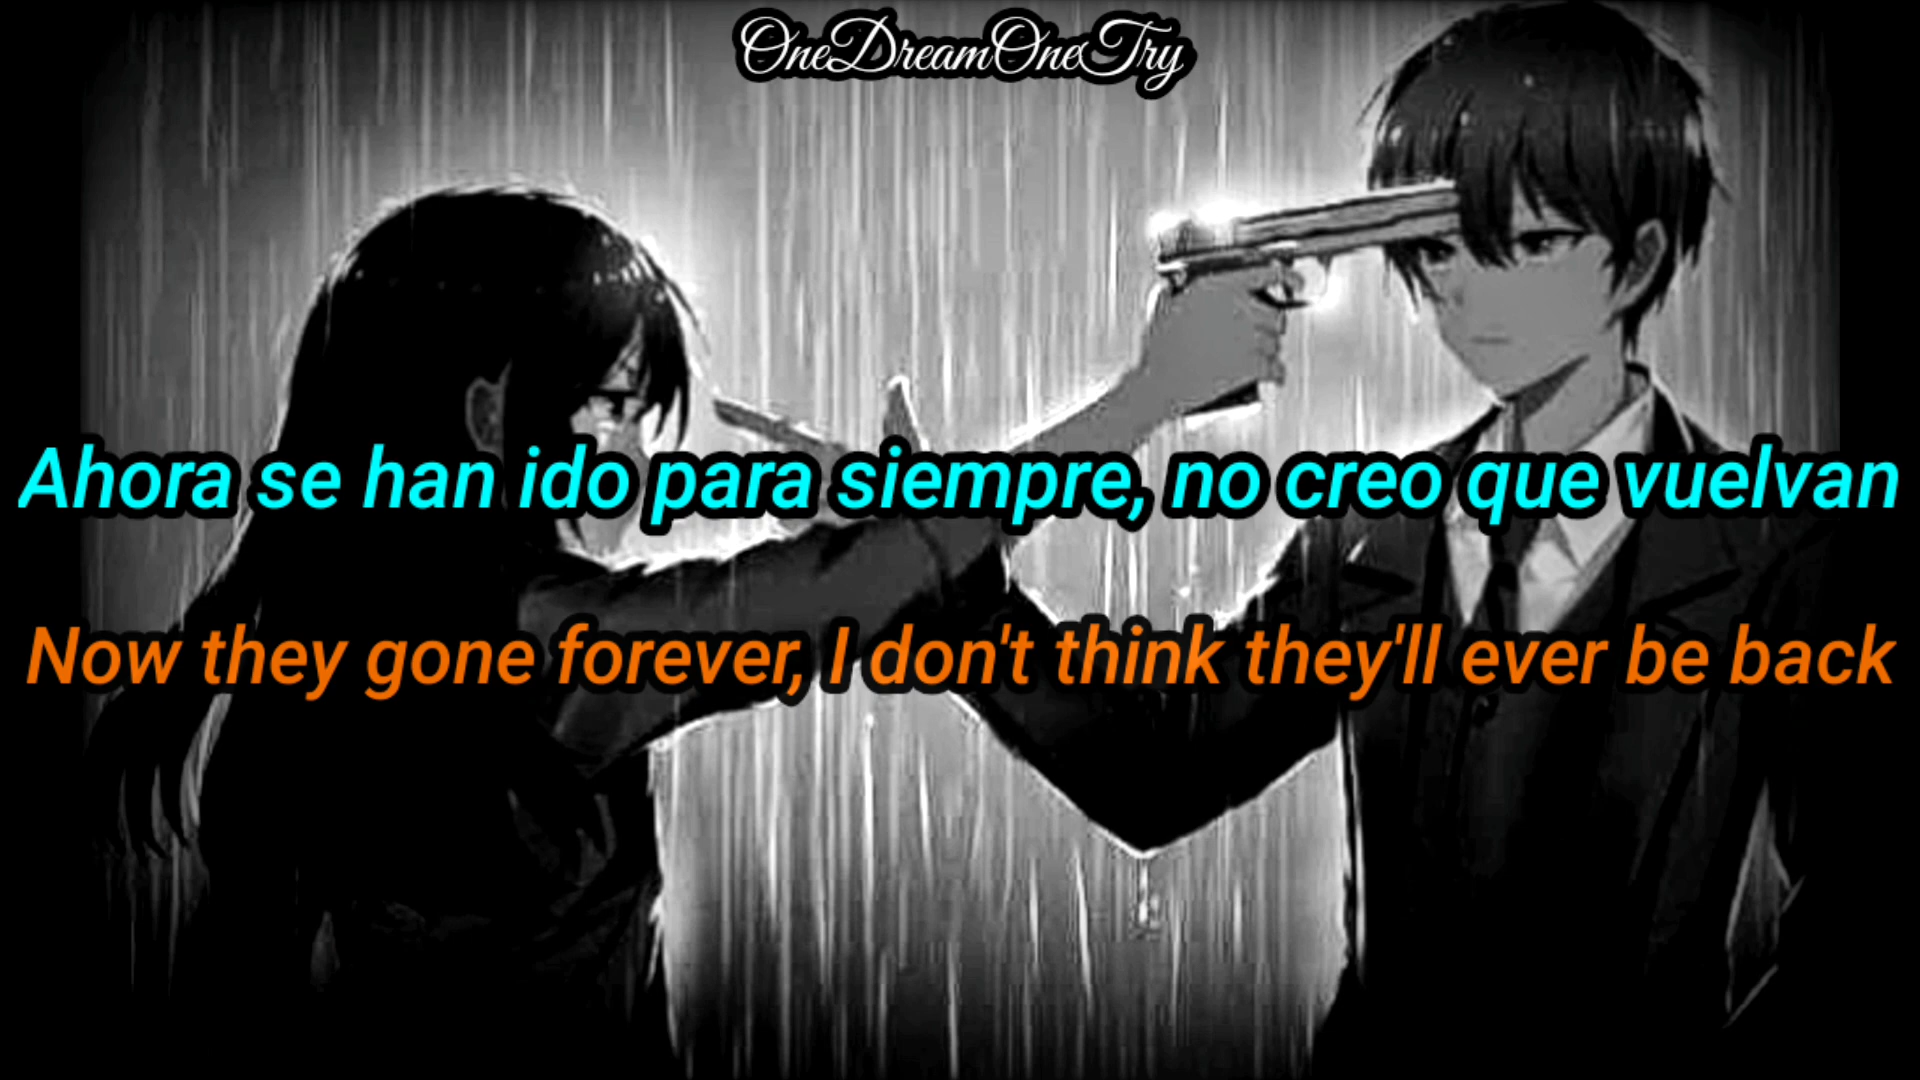 OneDreamOneTry
Ahora se han ido para siempre, no creo que vuelvan
Now they gone forever, I don't think they'll ever be back